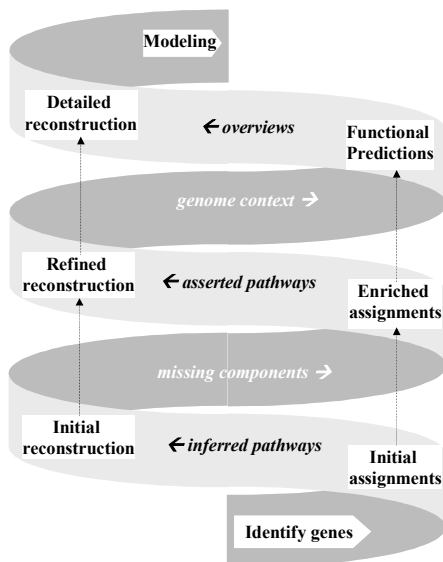 Modeling
Detailed
reconstruction
← overviews
Functional
Predictions
genome context →
Refined
reconstruction
← asserted pathways
Enriched
assignments
missing components →
Initial
reconstruction
← inferred pathways
Initial
assignments
Identify genes